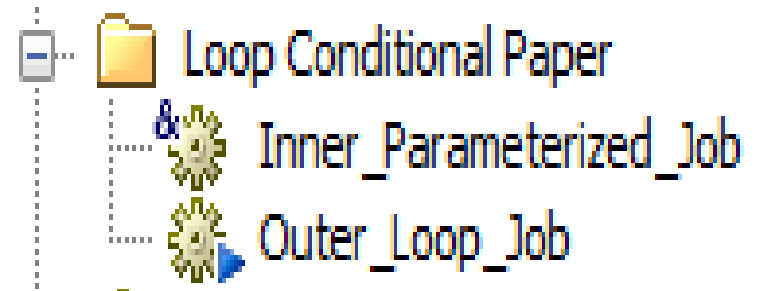 Loop Conditional Paper
& Inner_Parameterized_Job
Outer_Loop_Job